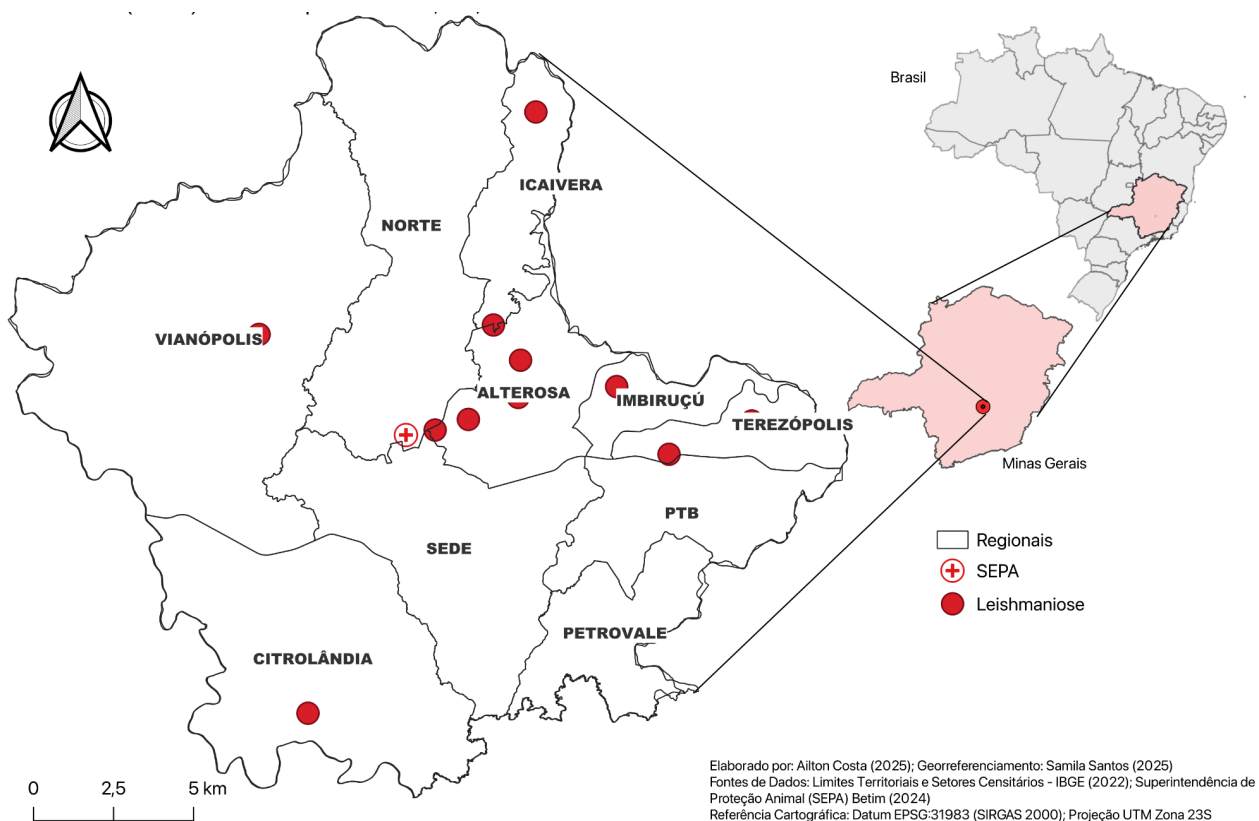 Brasil
ICAIVERA
NORTE
VIANÓPOLIS
ALTEROSA
IMBIRUÇÚ
TEREZÓPOLIS
Minas Gerais
PTB
SEDE
Regionais
SEPA
Leishmaniose
PETROVALE
CITROLÂNDIA
0 2,5 5 km
Elaborado por: Ailton Costa (2025); Georreferenciamento: Samila Santos (2025)
Fontes de Dados: Limites Territoriais e Setores Censitários - IBGE (2022); Superintendência de
Proteção Animal (SEPA) Betim (2024)
Referência Cartográfica: Datum EPSG:31983 (SIRGAS 2000); Projeção UTM Zona 23S